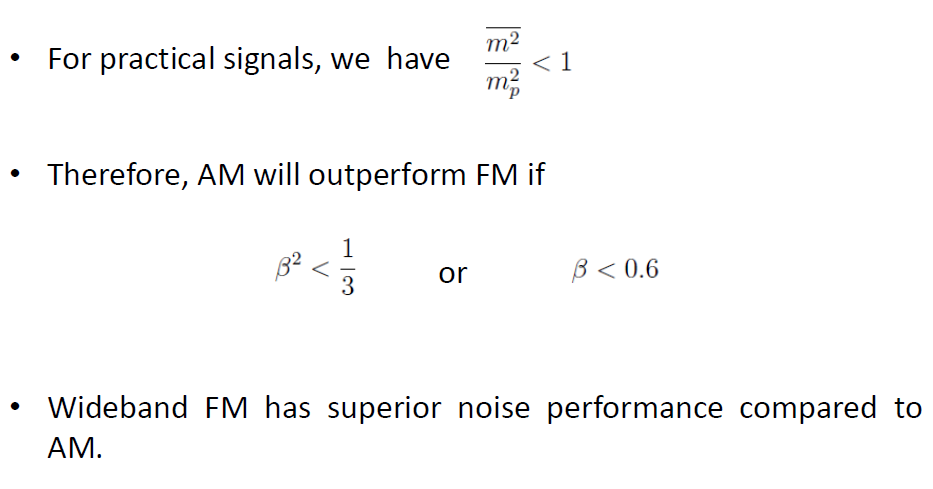 • For practical signals, we have $\frac{\overline{m^2}}{m_p^2} < 1$
• Therefore, AM will outperform FM if
$\beta^2 < \frac{1}{3}$ or $\beta < 0.6$
• Wideband FM has superior noise performance compared to
AM.